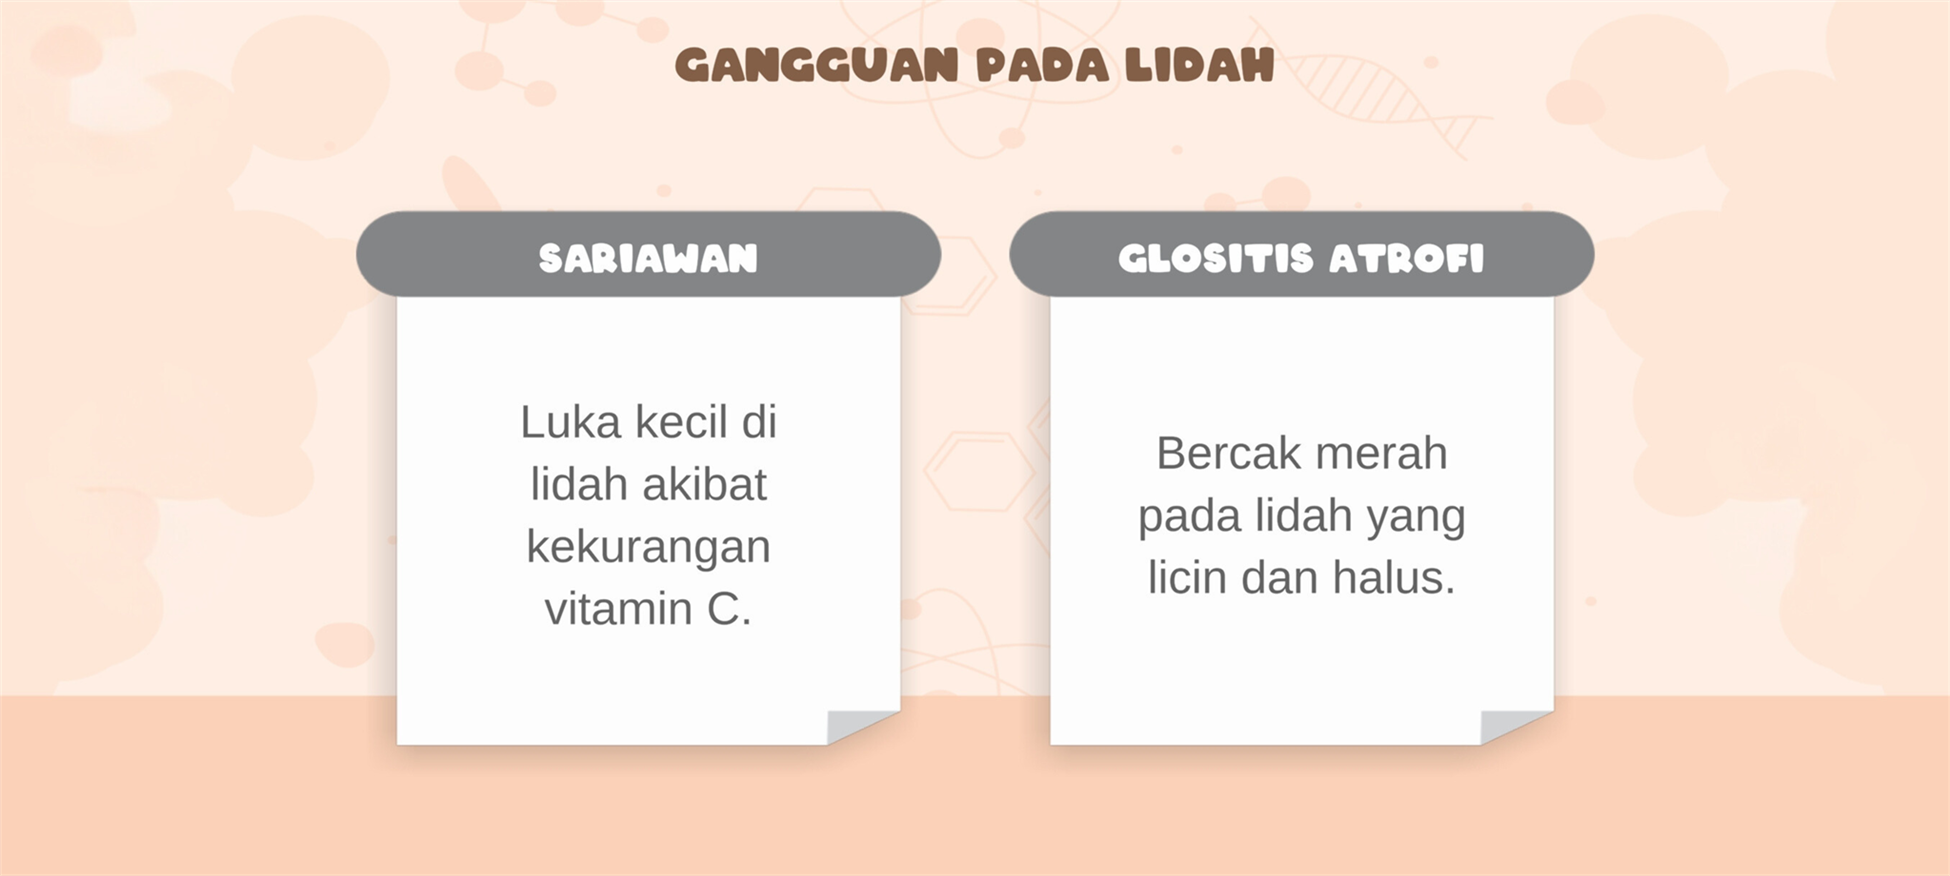 GANGGUAN PADA LIDAH
SARIAWAN
Luka kecil di
lidah akibat
kekurangan
vitamin C.
GLOSITIS ATROFI
Bercak merah
pada lidah yang
licin dan halus.